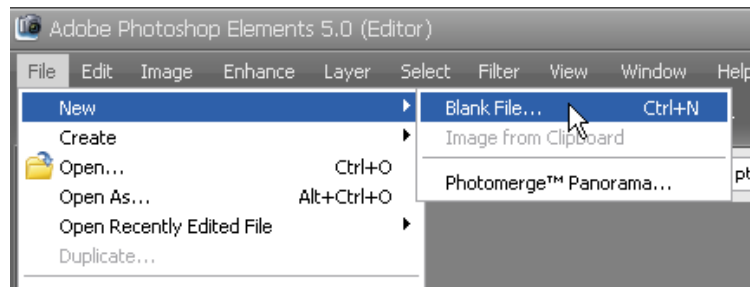 Adobe Photoshop Elements 5.0 (Editor)
File Edit Image Enhance Layer Select Filter View Window Help
New
Blank File... Ctrl+N
Create
Image from Clipboard
Open... Ctrl+O
Photomerge™ Panorama...
Open As... Alt+Ctrl+O
Open Recently Edited File
Duplicate...